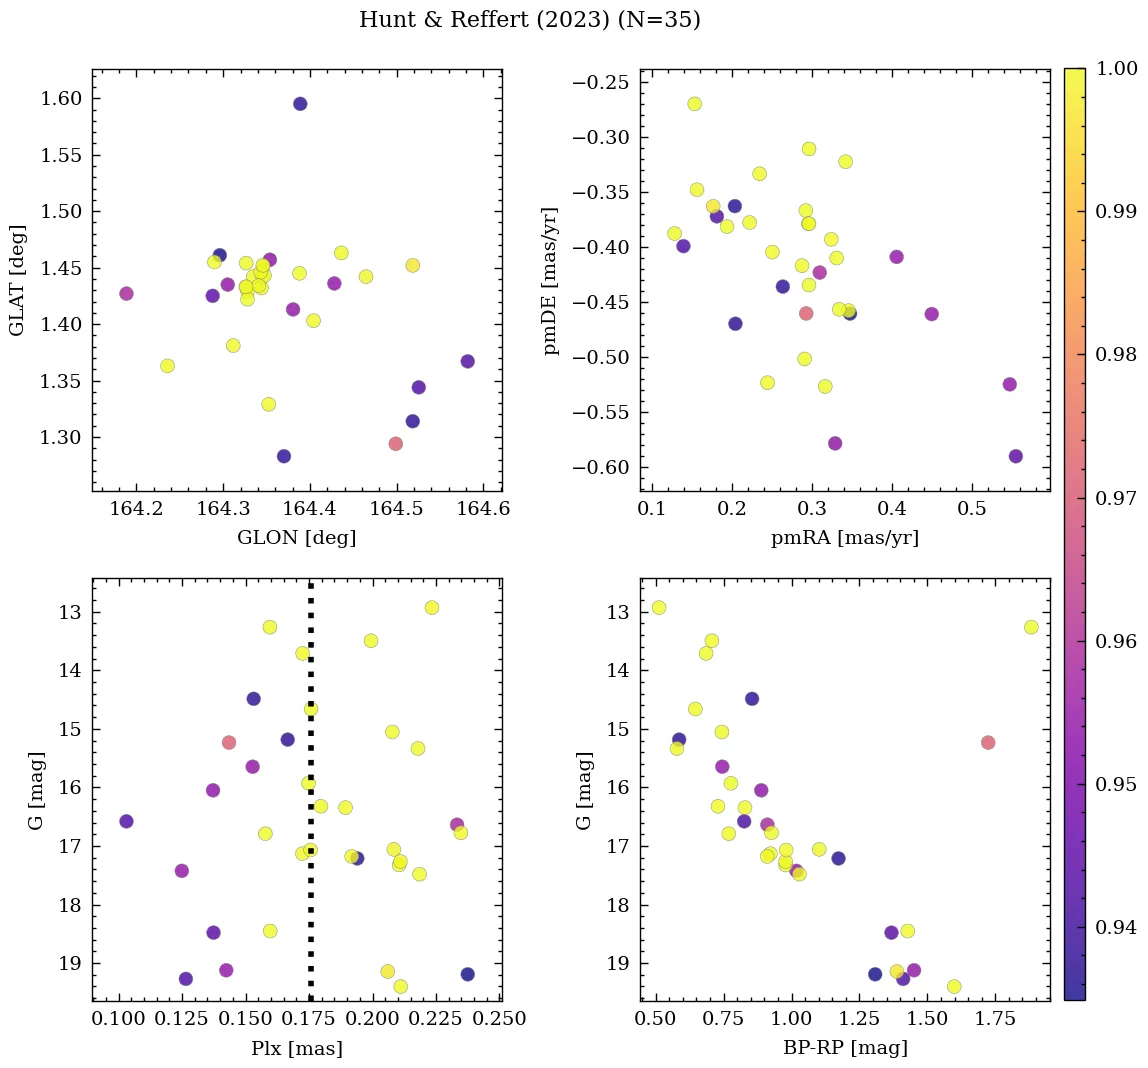 Hunt & Reffert (2023) (N=35)
1.60
1.55
1.50
1.45
1.40
1.35
1.30
GLAT [deg]
164.2 164.3 164.4 164.5 164.6
GLON [deg]
−0.25
−0.30
−0.35
−0.40
−0.45
−0.50
−0.55
−0.60
pmDE [mas/yr]
0.1 0.2 0.3 0.4 0.5
pmRA [mas/yr]
1.00
0.99
0.98
0.97
0.96
0.95
0.94
13
14
15
16
17
18
19
G [mag]
0.100 0.125 0.150 0.175 0.200 0.225 0.250
Plx [mas]
13
14
15
16
17
18
19
G [mag]
0.50 0.75 1.00 1.25 1.50 1.75
BP-RP [mag]